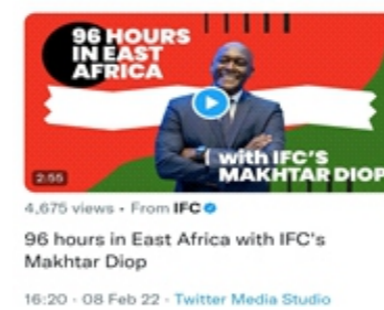 96 HOURS
IN EAST
AFRICA
with IFC'S
MAKHTAR DIOP
2:55
4,675 views • From IFC
96 hours in East Africa with IFC's
Makhtar Diop
16:20 · 08 Feb 22 · Twitter Media Studio